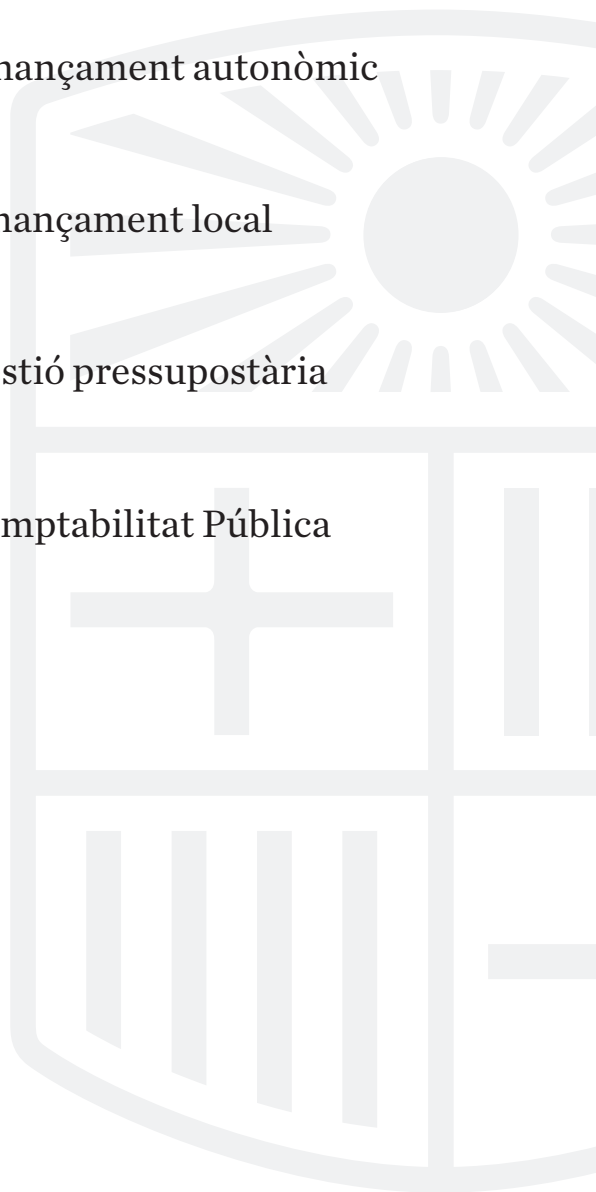 nançament autonòmic
nançament local
stió pressupostària
mptabilitat Pública